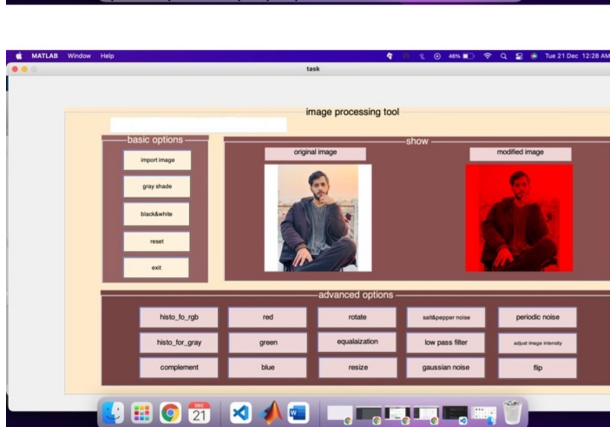 MATLAB Window Help 46% Tue 21 Dec 12:28 AM
task
image processing tool
basic options
import image
gray shade
black&white
reset
exit
show
original image modified image
advanced options
histo_fo_rgb red rotate salt&pepper noise periodic noise
histo_for_gray green equalaization low pass filter adjust image intensity
complement blue resize gaussian noise flip
DEC
21